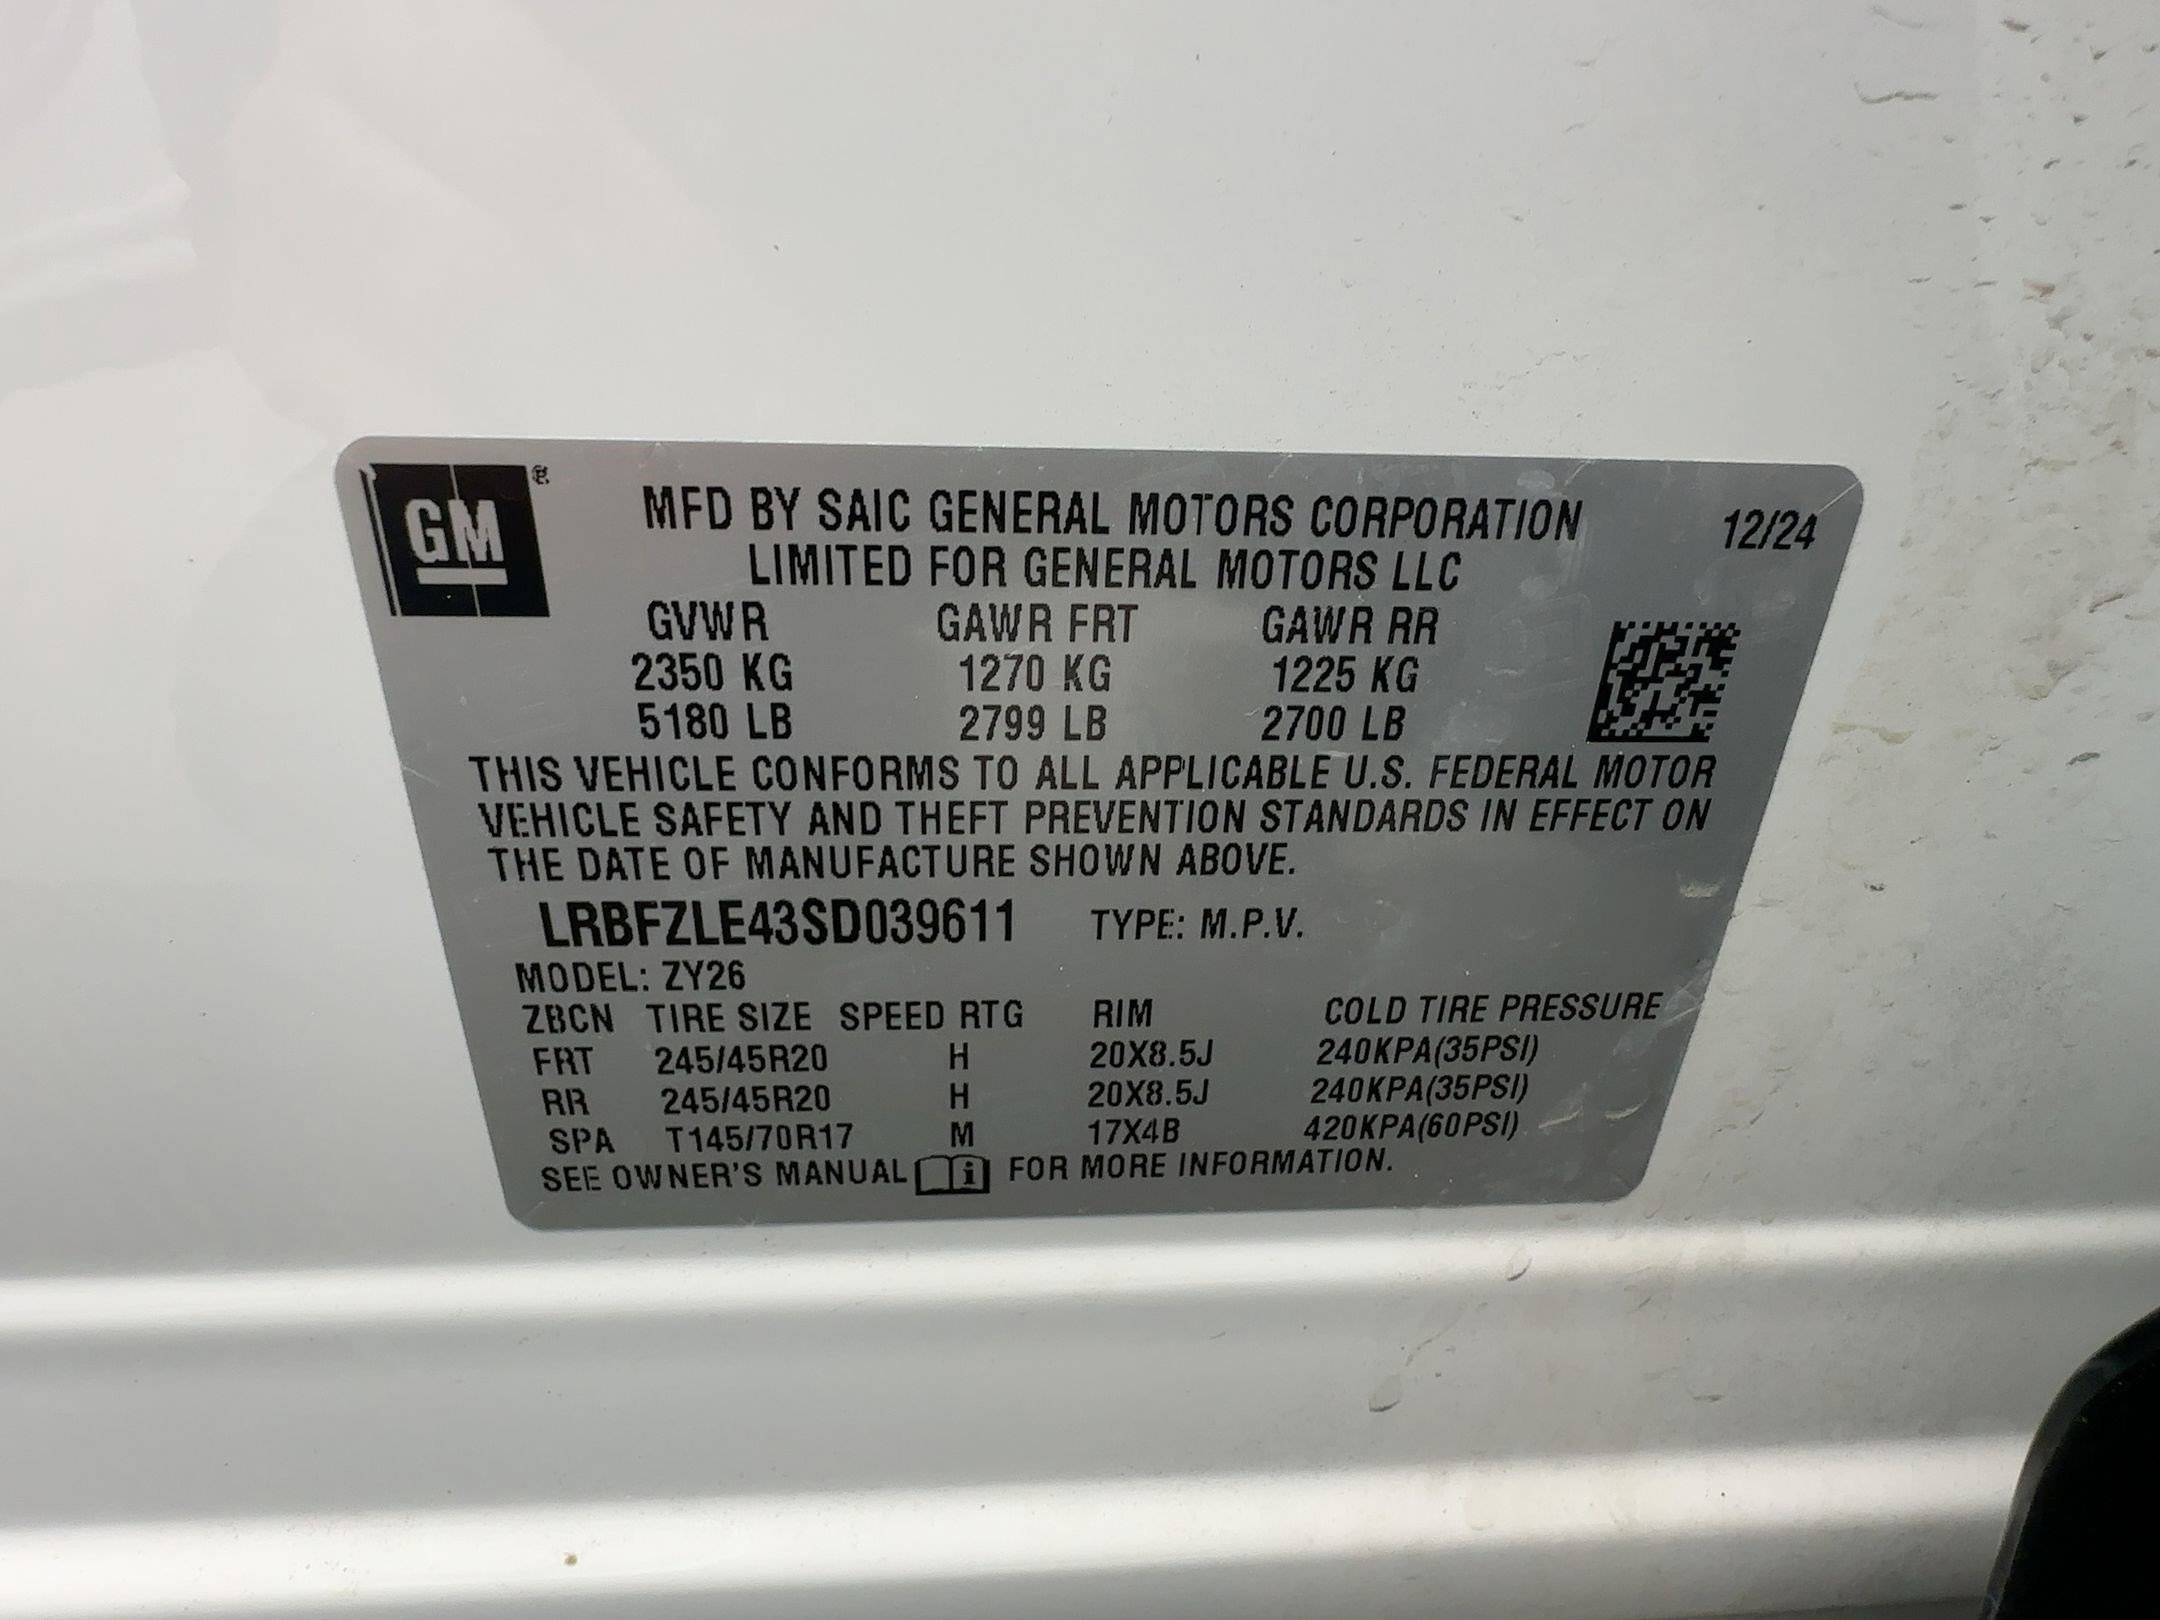 GM ®
MFD BY SAIC GENERAL MOTORS CORPORATION 12/24
LIMITED FOR GENERAL MOTORS LLC
GVWR GAWR FRT GAWR RR
2350 KG 1270 KG 1225 KG
5180 LB 2799 LB 2700 LB
THIS VEHICLE CONFORMS TO ALL APPLICABLE U.S. FEDERAL MOTOR
VEHICLE SAFETY AND THEFT PREVENTION STANDARDS IN EFFECT ON
THE DATE OF MANUFACTURE SHOWN ABOVE.
LRBFZLE43SD039611 TYPE: M.P.V.
MODEL: ZY26
ZBCN TIRE SIZE SPEED RTG RIM COLD TIRE PRESSURE
FRT 245/45R20 H 20X8.5J 240KPA(35PSI)
RR 245/45R20 H 20X8.5J 240KPA(35PSI)
SPA T145/70R17 M 17X4B 420KPA(60PSI)
SEE OWNER'S MANUAL i FOR MORE INFORMATION.